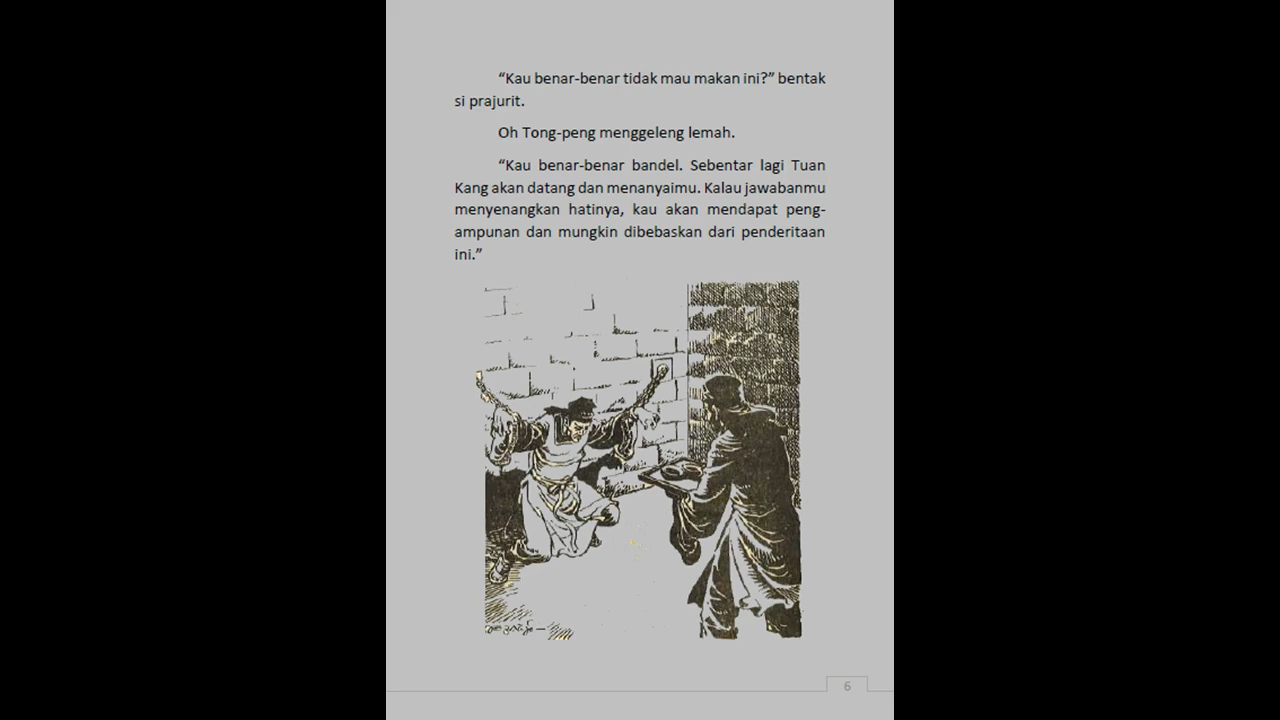 “Kau benar-benar tidak mau makan ini?” bentak
si prajurit.
Oh Tong-peng menggeleng lemah.
“Kau benar-benar bandel. Sebentar lagi Tuan
Kang akan datang dan menanyaimu. Kalau jawabanmu
menyenangkan hatinya, kau akan mendapat peng-
ampunan dan mungkin dibebaskan dari penderitaan
ini.”
6